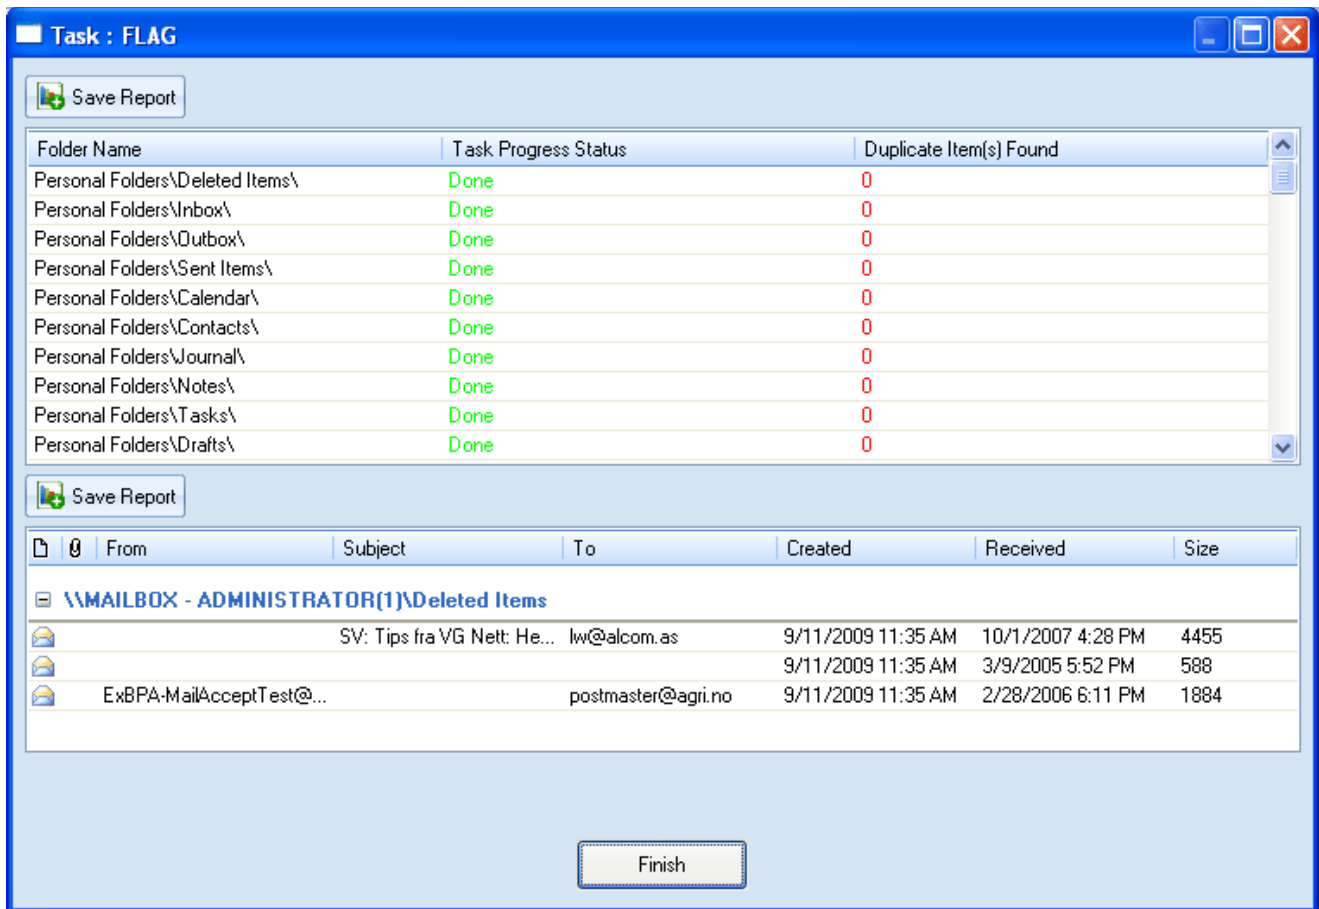 Task : FLAG
Save Report
Folder Name Task Progress Status Duplicate Item(s) Found
Personal Folders\Deleted Items\ Done 0
Personal Folders\Inbox\ Done 0
Personal Folders\Outbox\ Done 0
Personal Folders\Sent Items\ Done 0
Personal Folders\Calendar\ Done 0
Personal Folders\Contacts\ Done 0
Personal Folders\Journal\ Done 0
Personal Folders\Notes\ Done 0
Personal Folders\Tasks\ Done 0
Personal Folders\Drafts\ Done 0
Save Report
From Subject To Created Received Size
\\MAILBOX - ADMINISTRATOR(1)\Deleted Items
SV: Tips fra VG Nett: He... lw@alcom.as 9/11/2009 11:35 AM 10/1/2007 4:28 PM 4455
9/11/2009 11:35 AM 3/9/2005 5:52 PM 588
ExBPA-MailAcceptTest@... postmaster@agri.no 9/11/2009 11:35 AM 2/28/2006 6:11 PM 1884
Finish